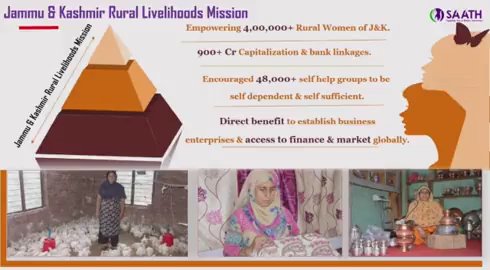 Jammu & Kashmir Rural Livelihoods Mission
SAATH
Empowering 4,00,000+ Rural Women of J&K.
900+ Cr Capitalization & bank linkages.
Encouraged 48,000+ self help groups to be
self dependent & self sufficient.
Direct benefit to establish business
enterprises & access to finance & market globally.
Jammu & Kashmir Rural Livelihoods Mission